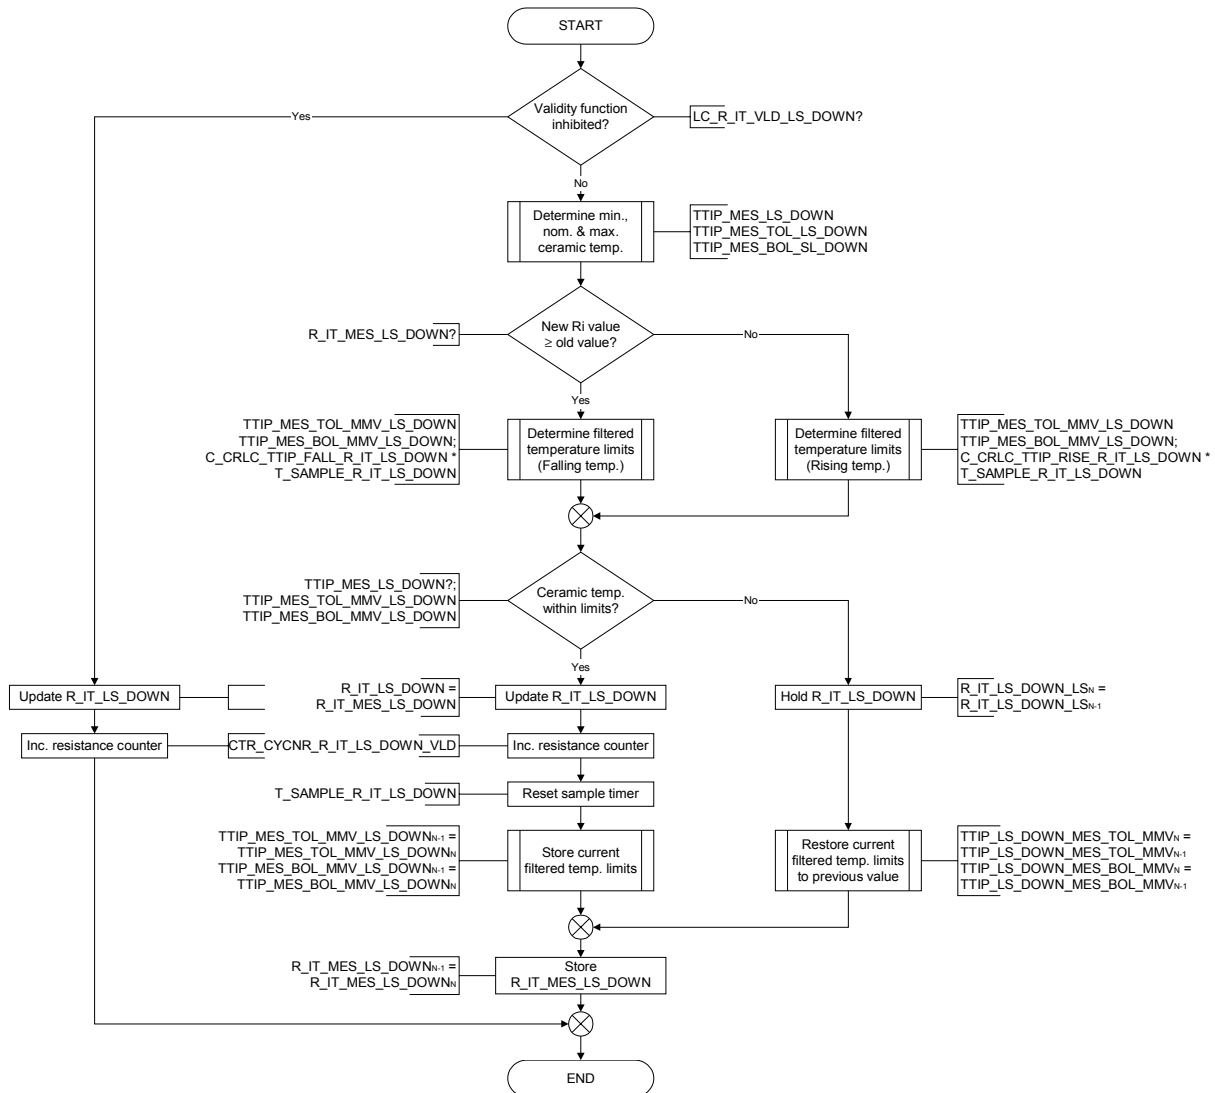 START
Validity function
inhibited?
Yes
LC_R_IT_VLD_LS_DOWN?
No
Determine min.,
nom. & max.
ceramic temp.
TTIP_MES_LS_DOWN
TTIP_MES_TOL_LS_DOWN
TTIP_MES_BOL_SL_DOWN
R_IT_MES_LS_DOWN?
New Ri value
≥ old value?
No
Yes
TTIP_MES_TOL_MMV_LS_DOWN
TTIP_MES_BOL_MMV_LS_DOWN;
C_CRLC_TTIP_FALL_R_IT_LS_DOWN *
T_SAMPLE_R_IT_LS_DOWN
Determine filtered
temperature limits
(Falling temp.)
Determine filtered
temperature limits
(Rising temp.)
TTIP_MES_TOL_MMV_LS_DOWN
TTIP_MES_BOL_MMV_LS_DOWN;
C_CRLC_TTIP_RISE_R_IT_LS_DOWN *
T_SAMPLE_R_IT_LS_DOWN
TTIP_MES_LS_DOWN?;
TTIP_MES_TOL_MMV_LS_DOWN
TTIP_MES_BOL_MMV_LS_DOWN
Ceramic temp.
within limits?
No
Yes
Update R_IT_LS_DOWN
R_IT_LS_DOWN =
R_IT_MES_LS_DOWN
Update R_IT_LS_DOWN
Hold R_IT_LS_DOWN
R_IT_LS_DOWN_LSN =
R_IT_LS_DOWN_LSN-1
Inc. resistance counter
CTR_CYCNR_R_IT_LS_DOWN_VLD
Inc. resistance counter
T_SAMPLE_R_IT_LS_DOWN
Reset sample timer
TTIP_MES_TOL_MMV_LS_DOWNN-1 =
TTIP_MES_TOL_MMV_LS_DOWNN
TTIP_MES_BOL_MMV_LS_DOWNN-1 =
TTIP_MES_BOL_MMV_LS_DOWNN
Store current
filtered temp. limits
Restore current
filtered temp. limits
to previous value
TTIP_LS_DOWN_MES_TOL_MMVN =
TTIP_LS_DOWN_MES_TOL_MMVN-1
TTIP_LS_DOWN_MES_BOL_MMVN =
TTIP_LS_DOWN_MES_BOL_MMVN-1
R_IT_MES_LS_DOWNN-1 =
R_IT_MES_LS_DOWNN
Store
R_IT_MES_LS_DOWN
END